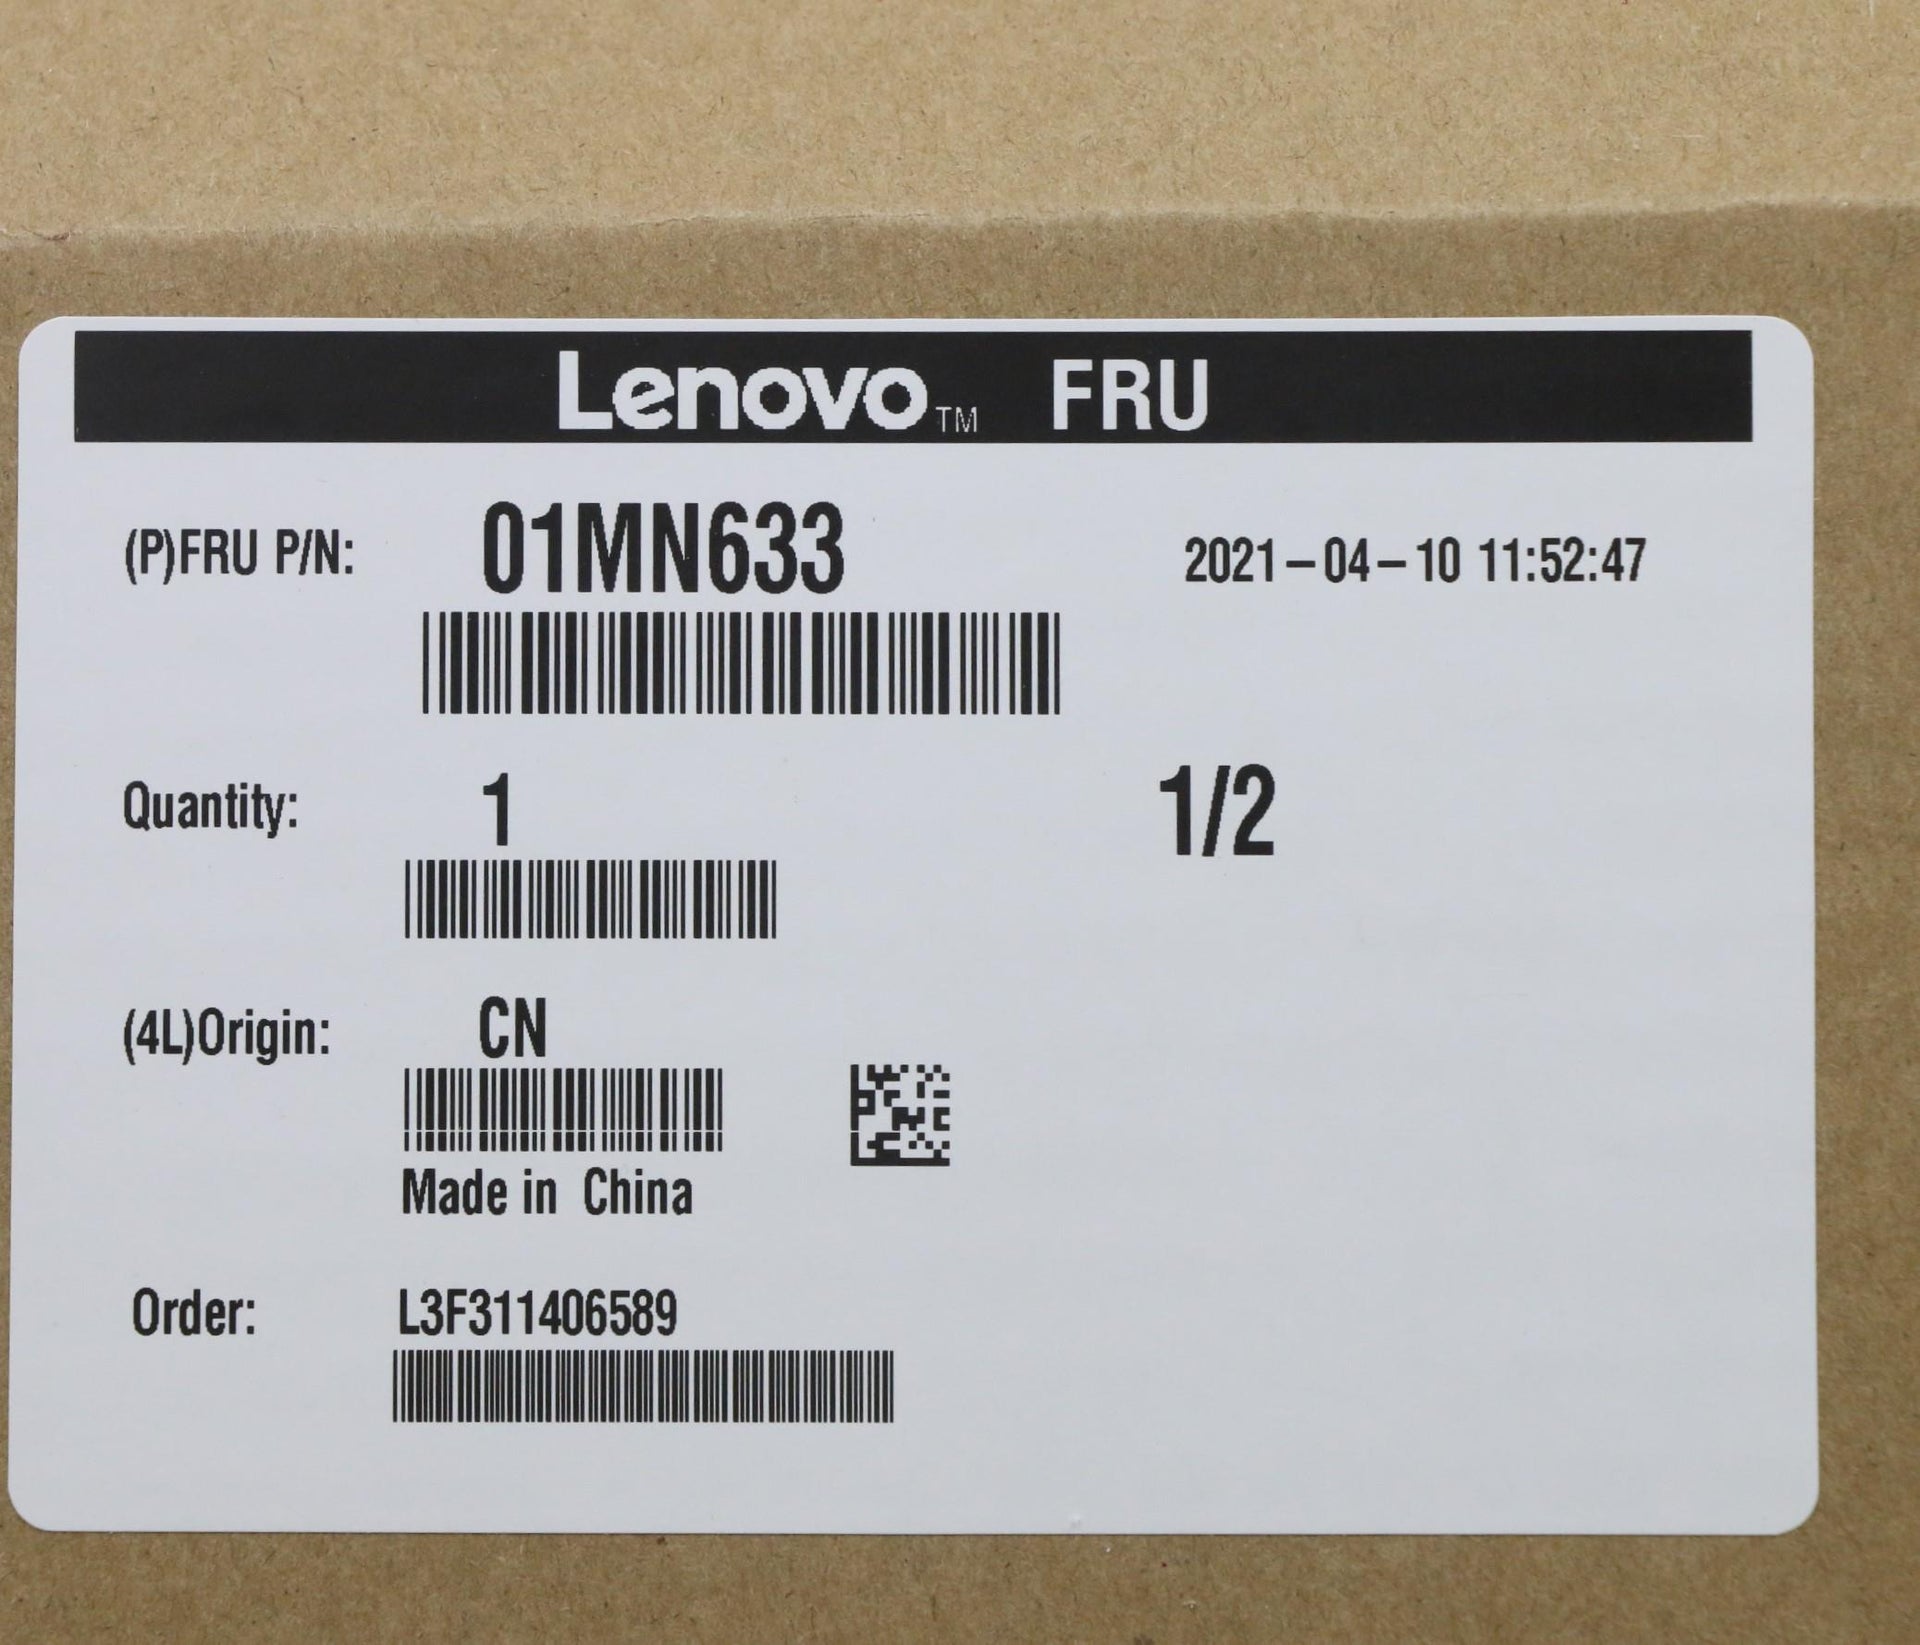 Lenovo™ FRU
(P)FRU P/N: 01MN633 2021-04-10 11:52:47
Quantity: 1 1/2
(4L)Origin: CN
Made in China
Order: L3F311406589